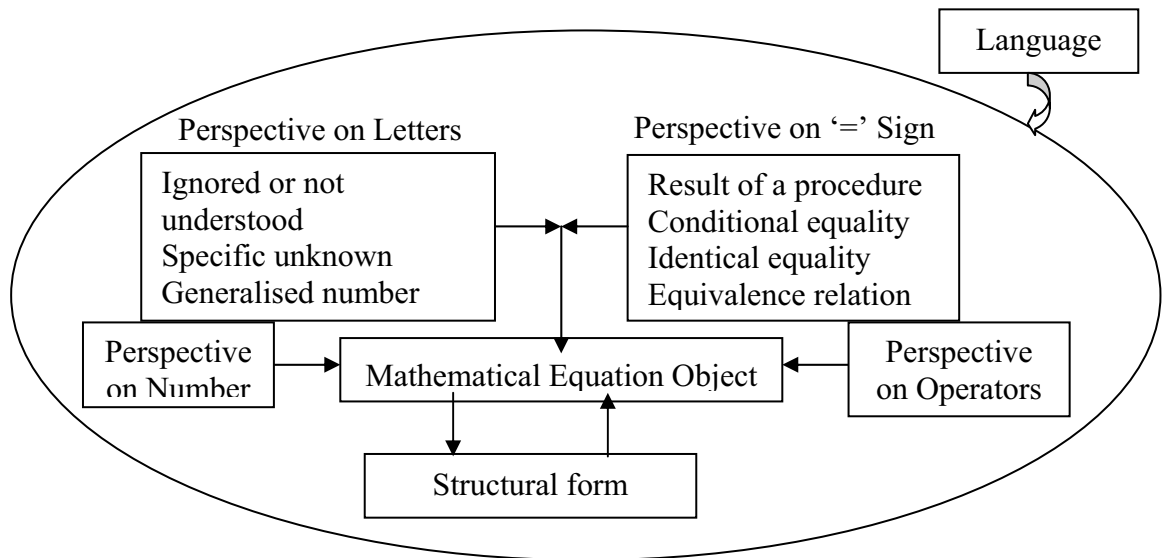 Language
Perspective on Letters
Perspective on ‘=’ Sign
Ignored or not
understood
Specific unknown
Generalised number
Result of a procedure
Conditional equality
Identical equality
Equivalence relation
Perspective
on Number
Mathematical Equation Object
Perspective
on Operators
Structural form